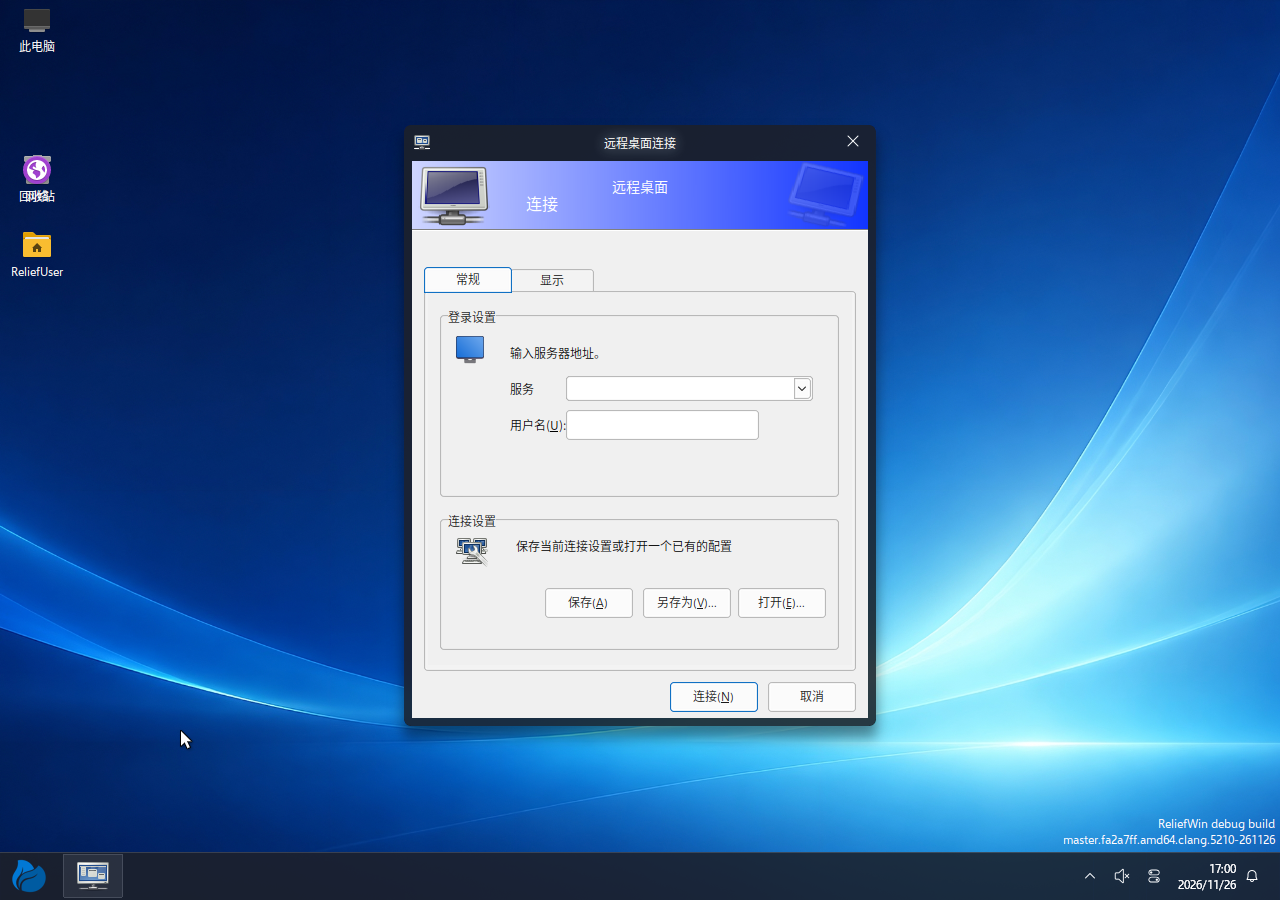 此电脑
ReliefUser
远程桌面连接
远程桌面
连接
常规
显示
登录设置
输入服务器地址。
服务
用户名(U):
连接设置
保存当前连接设置或打开一个已有的配置
保存(A)
另存为(V)...
打开(E)...
连接(N)
取消
ReliefWin debug build
master.fa2a7ff.amd64.clang.5210-261126
17:00
2026/11/26